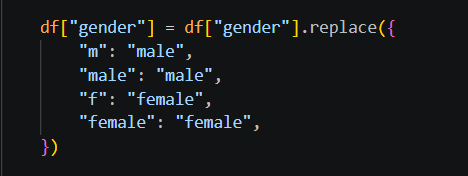 df["gender"] = df["gender"].replace({
    "m": "male",
    "male": "male",
    "f": "female",
    "female": "female",
})